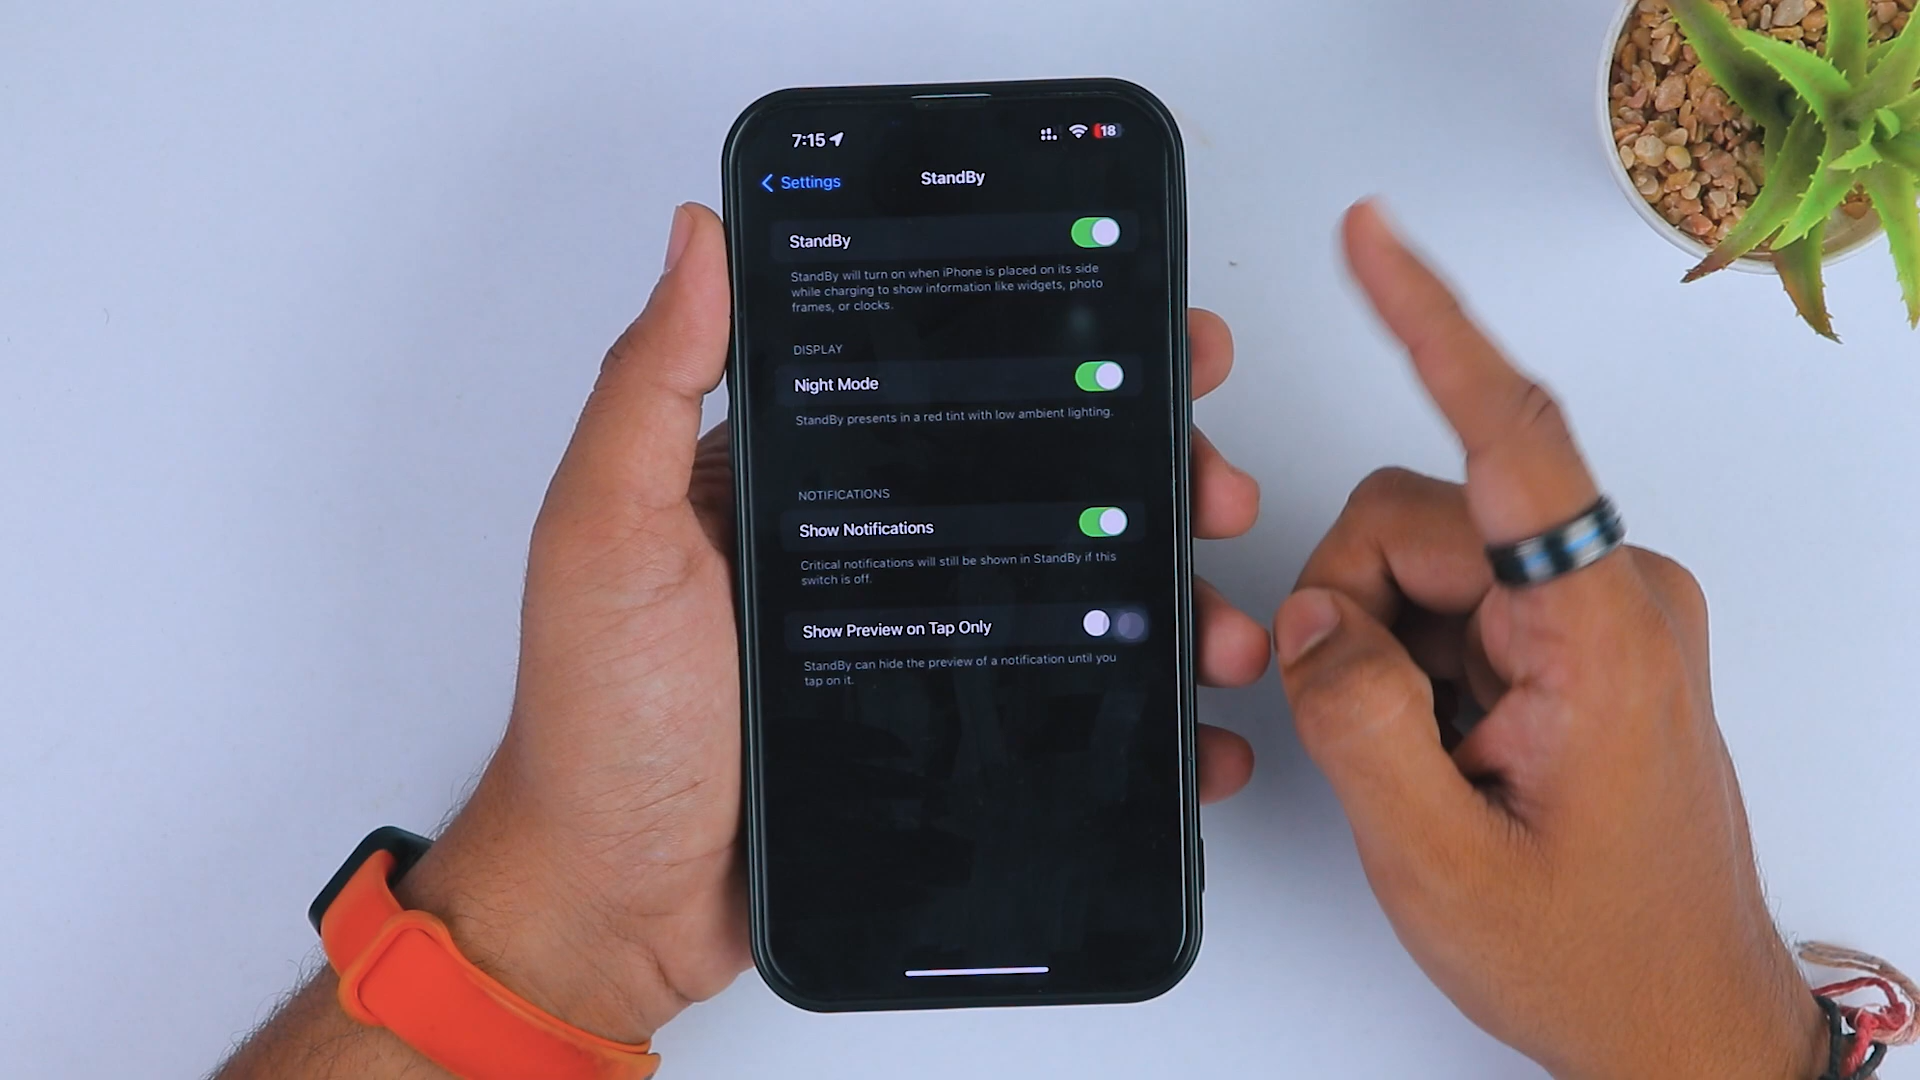 7:15
18
Settings
StandBy
StandBy
StandBy will turn on when iPhone is placed on its side
while charging to show information like widgets, photo
frames, or clocks.
DISPLAY
Night Mode
StandBy presents in a red tint with low ambient lighting.
NOTIFICATIONS
Show Notifications
Critical notifications will still be shown in StandBy if this
switch is off.
Show Preview on Tap Only
StandBy can hide the preview of a notification until you
tap on it.